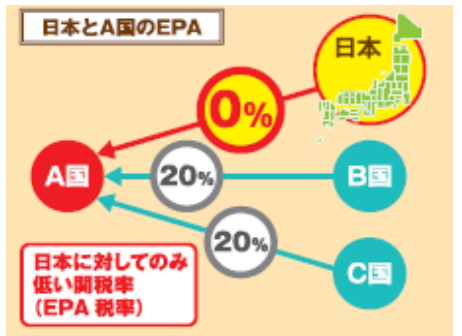 日本とA国のEPA
日本
0%
A国
20%
B国
20%
C国
日本に対してのみ
低い関税率
（EPA 税率）